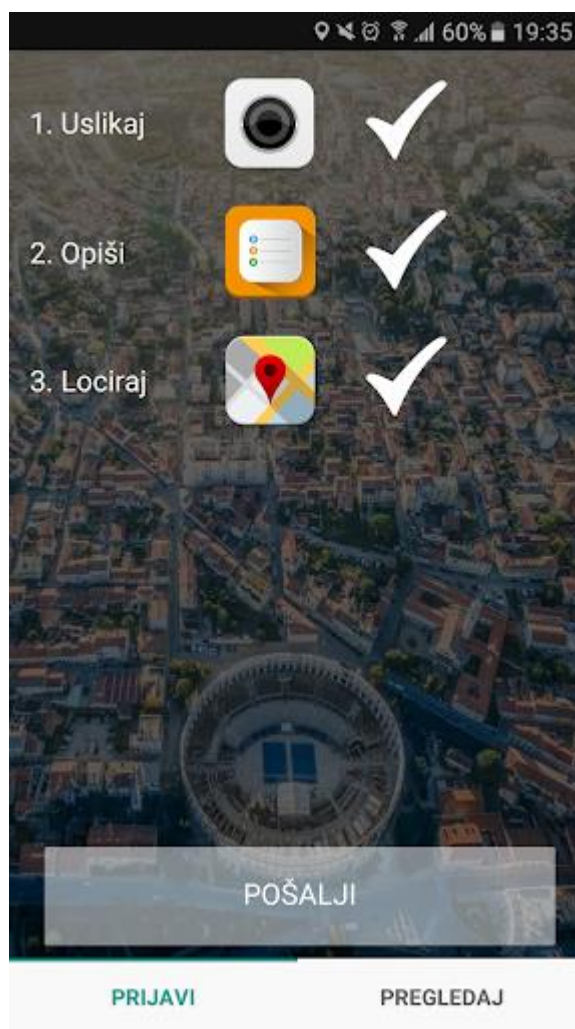 60% 19:35
1. Uslikaj
2. Opiši
3. Lociraj
POŠALJI
PRIJAVI PREGLEDAJ